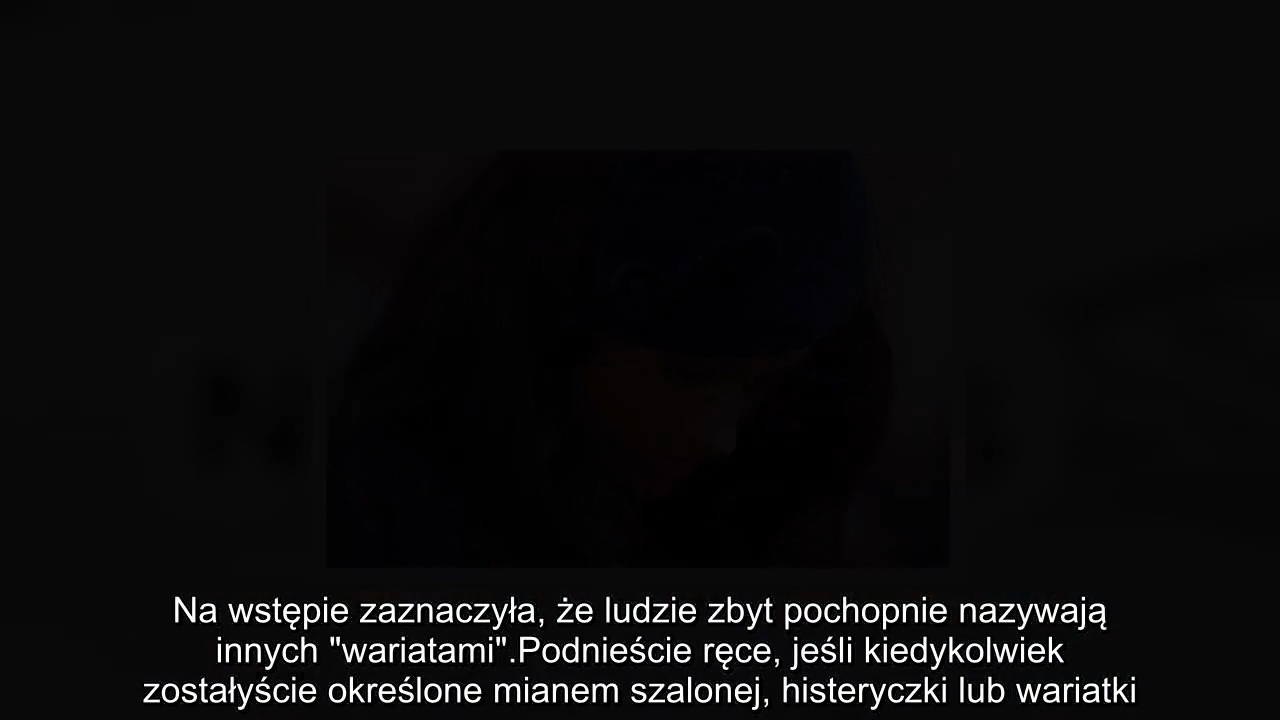 Na wstępie zaznaczyła, że ludzie zbyt pochopnie nazywają
innych "wariatami".Podnieście ręce, jeśli kiedykolwiek
zostałyście określone mianem szalonej, histeryczki lub wariatki